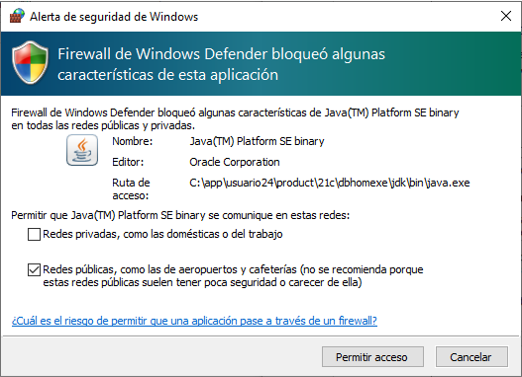 Alerta de seguridad de Windows
Firewall de Windows Defender bloqueó algunas
características de esta aplicación
Firewall de Windows Defender bloqueó algunas características de Java(TM) Platform SE binary
en todas las redes públicas y privadas.
Nombre: Java(TM) Platform SE binary
Editor: Oracle Corporation
Ruta de C:\app\usuario24\product\21c\dbhomexe\jdk\bin\java.exe
acceso:
Permitir que Java(TM) Platform SE binary se comunique en estas redes:
Redes privadas, como las domésticas o del trabajo
Redes públicas, como las de aeropuertos y cafeterías (no se recomienda porque
estas redes públicas suelen tener poca seguridad o carecer de ella)
¿Cuál es el riesgo de permitir que una aplicación pase a través de un firewall?
Permitir acceso Cancelar